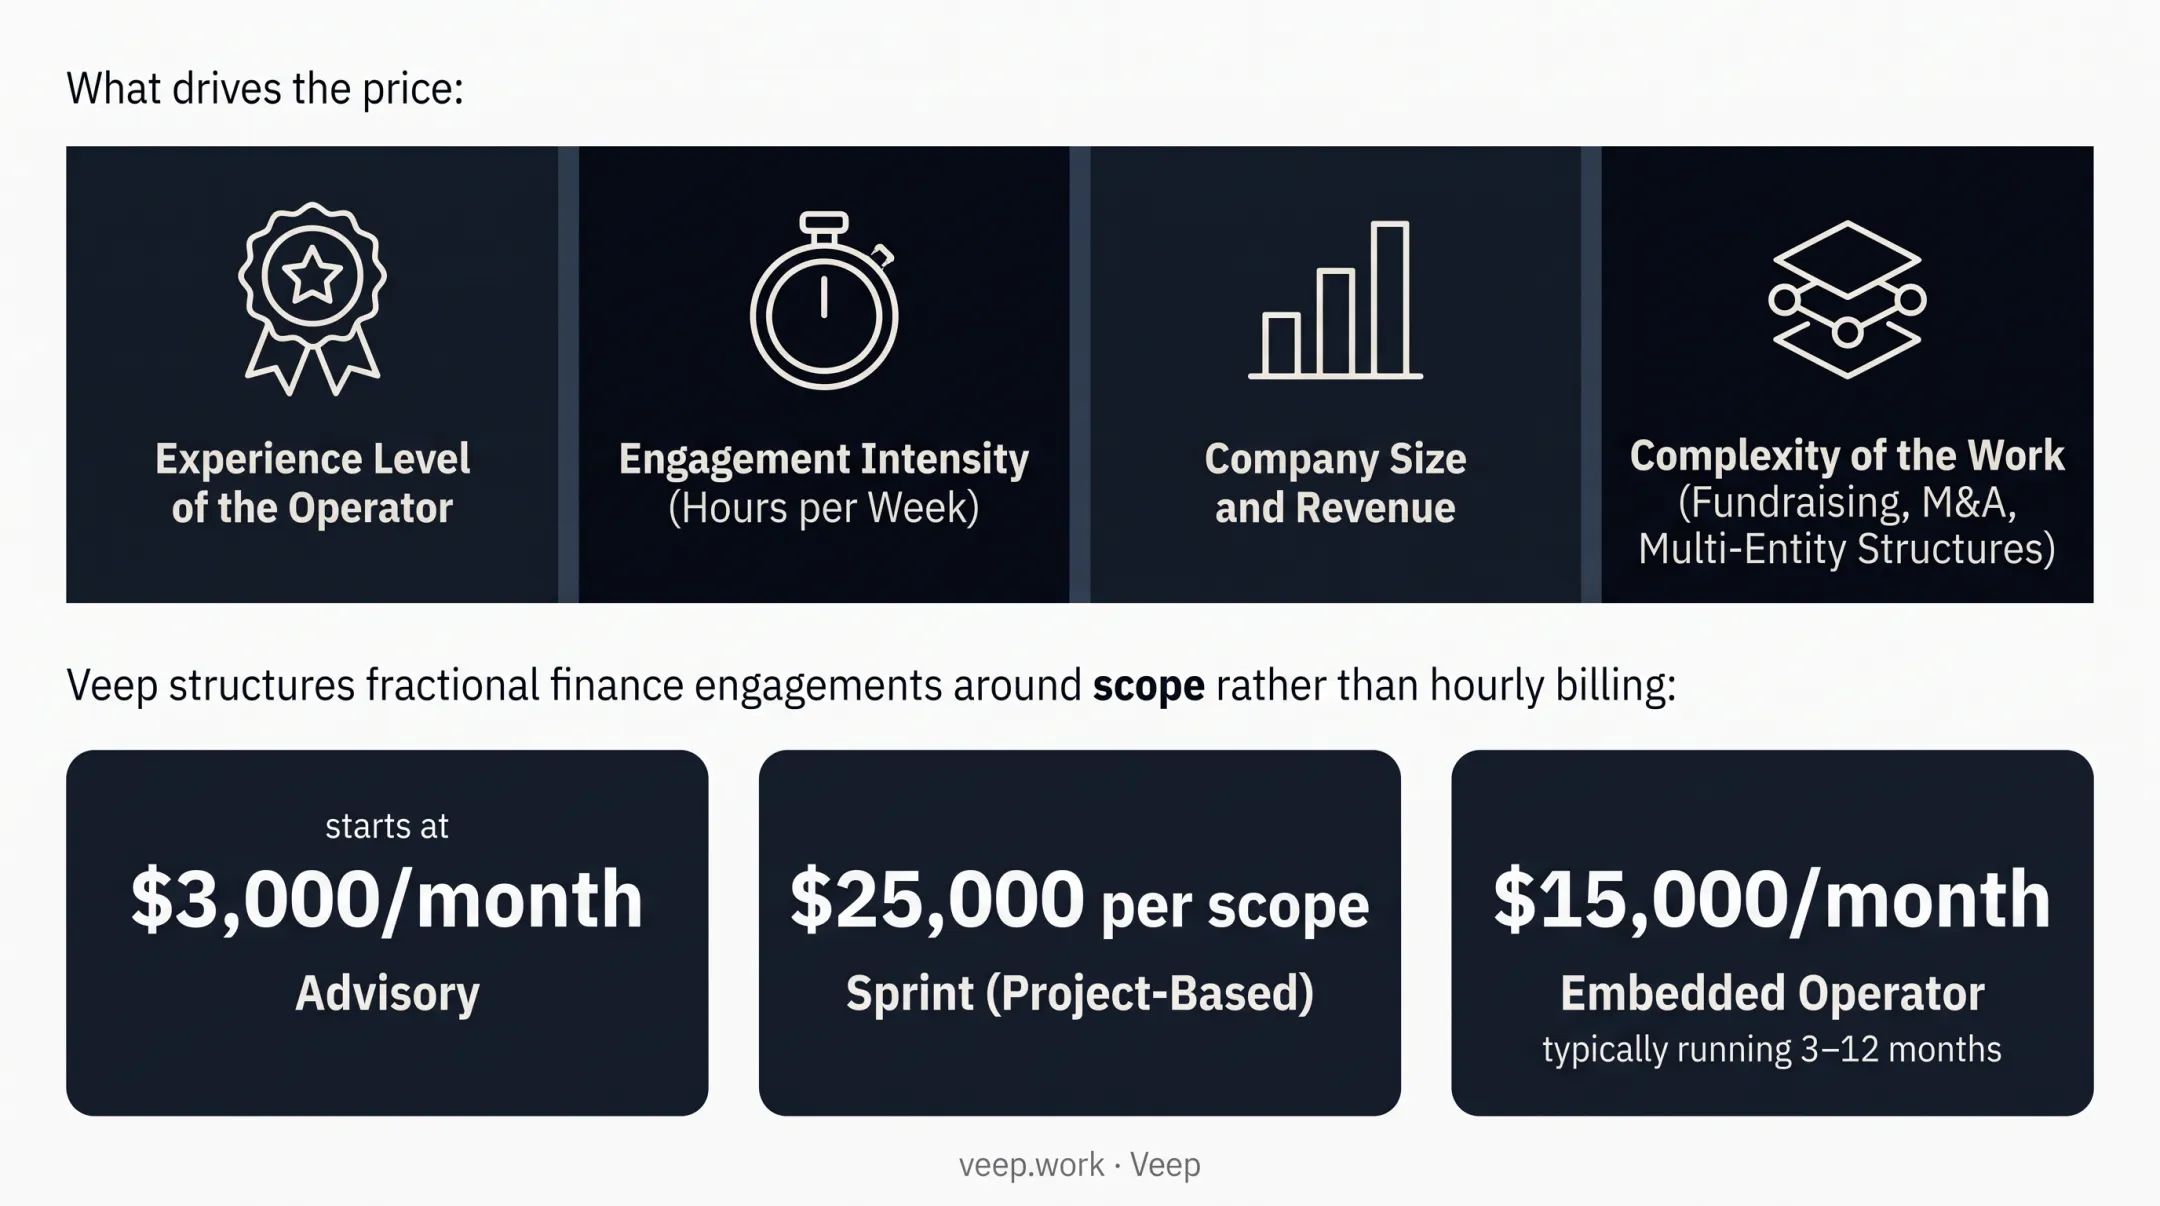 What drives the price:
Experience Level
of the Operator
Engagement Intensity
(Hours per Week)
Company Size
and Revenue
Complexity of the Work
(Fundraising, M&A,
Multi-Entity Structures)
Veep structures fractional finance engagements around scope rather than hourly billing:
starts at
$3,000/month
Advisory
$25,000 per scope
Sprint (Project-Based)
$15,000/month
Embedded Operator
typically running 3–12 months
veep.work · Veep